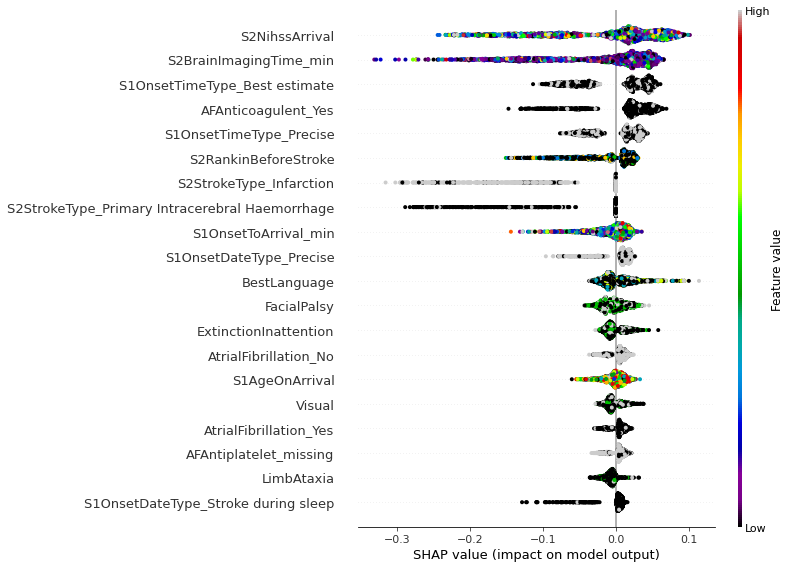 High
S2NihssArrival
S2BrainImagingTime_min
S1OnsetTimeType_Best estimate
AFAnticoagulent_Yes
S1OnsetTimeType_Precise
S2RankinBeforeStroke
S2StrokeType_Infarction
S2StrokeType_Primary Intracerebral Haemorrhage
S1OnsetToArrival_min
S1OnsetDateType_Precise
BestLanguage
FacialPalsy
ExtinctionInattention
AtrialFibrillation_No
S1AgeOnArrival
Visual
AtrialFibrillation_Yes
AFAntiplatelet_missing
LimbAtaxia
S1OnsetDateType_Stroke during sleep
Feature value
Low
−0.3 −0.2 −0.1 0.0 0.1
SHAP value (impact on model output)